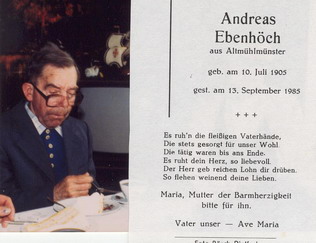 Andreas
Ebenhöch
aus Altmühlmünster
geb. am 10. Juli 1905
gest. am 13. September 1985
+ + +
Es ruh'n die fleißigen Vaterhände,
Die stets gesorgt für unser Wohl.
Die tätig waren bis ans Ende.
Es ruht dein Herz, so liebevoll.
Der Herr geb reichen Lohn dir drüben.
So flehen weinend deine Lieben.
Maria, Mutter der Barmherzigkeit
bitte für ihn.
Vater unser — Ave Maria